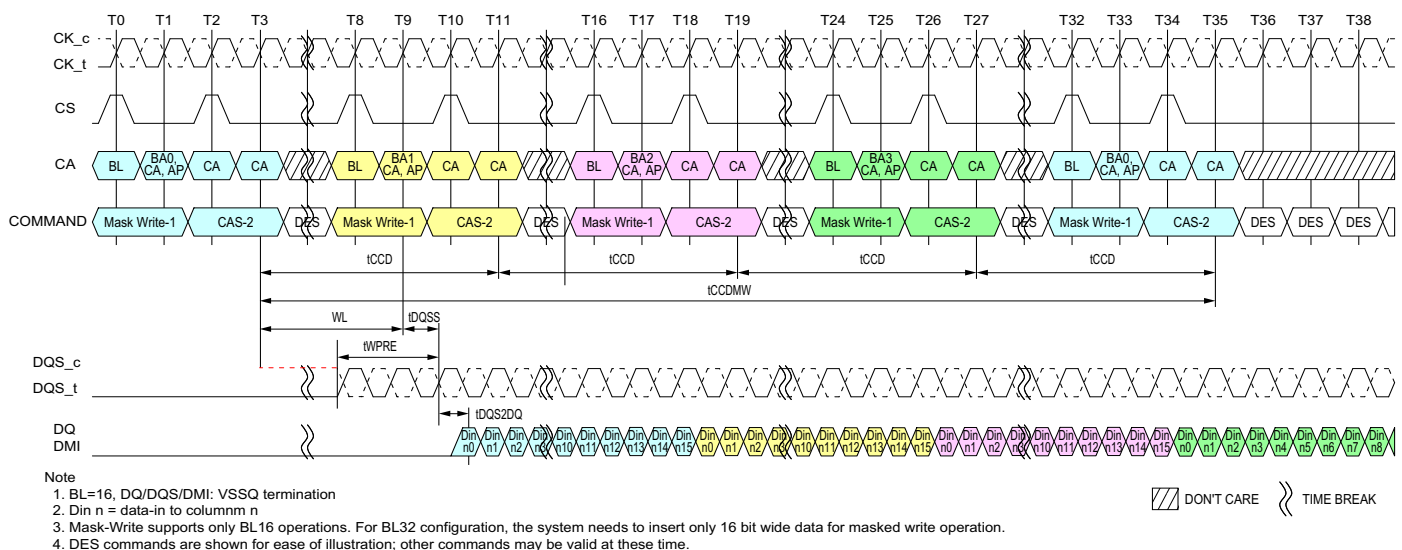 T0 T1 T2 T3 T8 T9 T10 T11 T16 T17 T18 T19 T24 T25 T26 T27 T32 T33 T34 T35 T36 T37 T38
CK_c
CK_t
CS
CA BL BA0, CA, AP CA CA BL BA1 CA, AP CA CA BL BA2 CA, AP CA CA BL BA3 CA, AP CA CA BL BA0, CA, AP CA CA
COMMAND Mask Write-1 CAS-2 DES Mask Write-1 CAS-2 DES Mask Write-1 CAS-2 DES Mask Write-1 CAS-2 DES Mask Write-1 CAS-2 DES DES DES
tCCD tCCD tCCD tCCD
tCCDMW
WL tDQSS
tWPRE
DQS_c
DQS_t
tDQS2DQ
DQ
DMI
Din n0 Din n1 Din n2 Din n3 Din n10 Din n11 Din n12 Din n13 Din n14 Din n15 Din n0 Din n1 Din n2 Din n3 Din n10 Din n11 Din n12 Din n13 Din n14 Din n15 Din n0 Din n1 Din n2 Din n3 Din n10 Din n11 Din n12 Din n13 Din n14 Din n15 Din n0 Din n1 Din n2 Din n3 Din n4 Din n5 Din n6 Din n7 Din n8
Note
1. BL=16, DQ/DQS/DMI: VSSQ termination
2. Din n = data-in to columnm n
3. Mask-Write supports only BL16 operations. For BL32 configuration, the system needs to insert only 16 bit wide data for masked write operation.
4. DES commands are shown for ease of illustration; other commands may be valid at these time.
DON'T CARE TIME BREAK